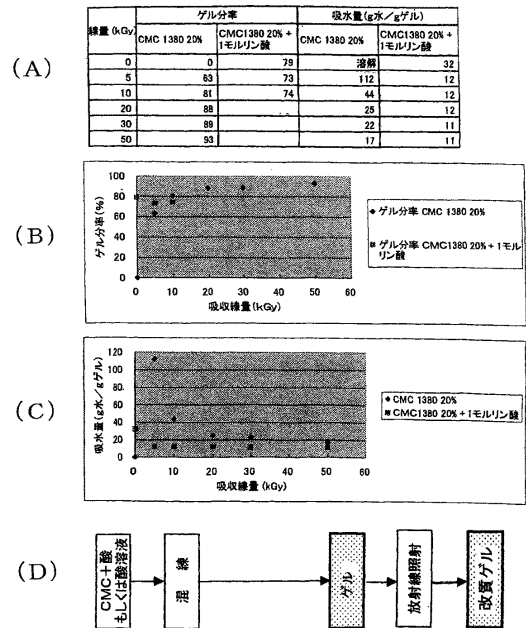 (A)
線量(kGy) ゲル分率 吸水量(g水/gゲル)
CMC 1380 20% CMC1380 20%+1モルリン酸 CMC 1380 20% CMC1380 20%+1モルリン酸
0 0 79 溶解 32
5 63 73 112 12
10 81 74 44 12
20 88 25 12
30 89 22 11
50 93 17 11
(B)
ゲル分率(%)
100
80
60
40
20
0
0 10 20 30 40 50 60
吸収線量(kGy)
ゲル分率 CMC 1380 20%
ゲル分率 CMC1380 20%+1モルリン酸
(C)
吸水量(g水/gゲル)
120
100
80
60
40
20
0
0 10 20 30 40 50 60
吸収線量(kGy)
CMC 1380 20%
CMC1380 20%+1モルリン酸
(D)
CMC+酸
もしくは酸溶液
混練
ゲル
放射線照射
改質ゲル